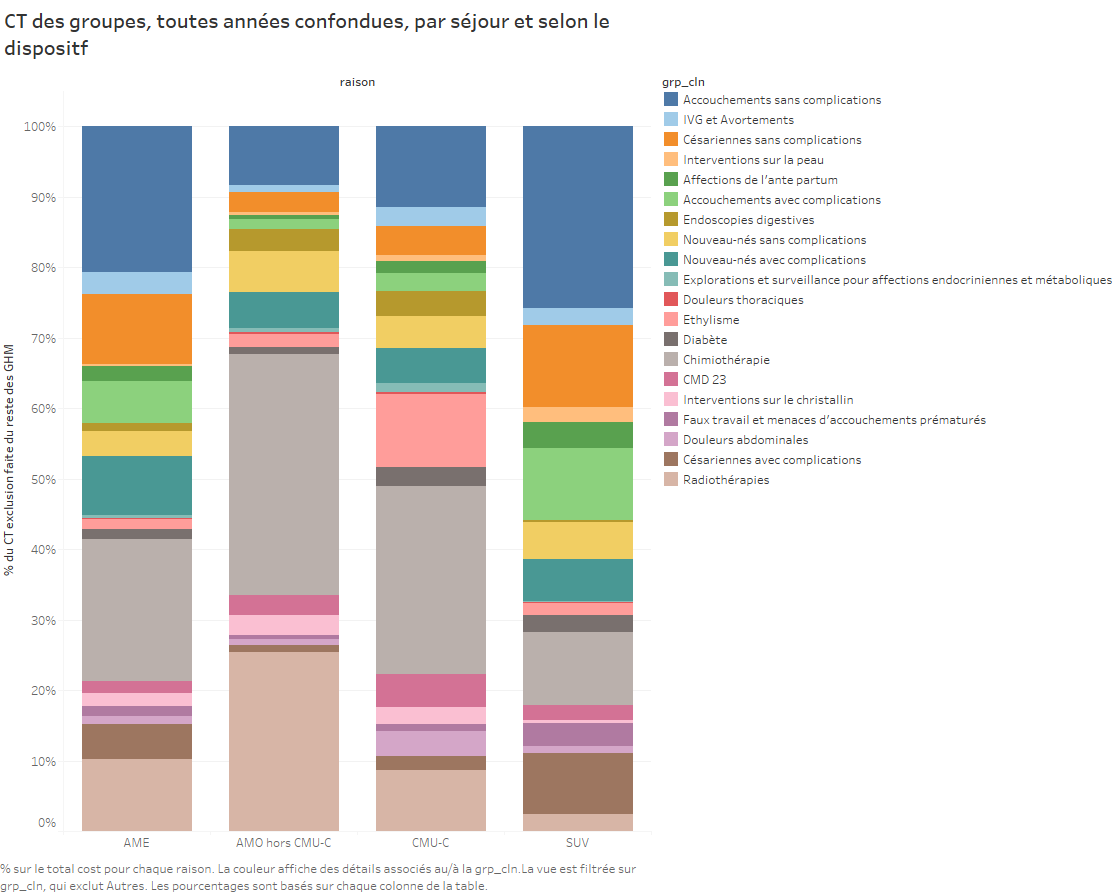 CT des groupes, toutes années confondues, par séjour et selon le
dispositf
raison
grp_cln
Accouchements sans complications
IVG et Avortements
Césariennes sans complications
Interventions sur la peau
Affections de l'ante partum
Accouchements avec complications
Endoscopies digestives
Nouveau-nés sans complications
Nouveau-nés avec complications
Explorations et surveillance pour affections endocriniennes et métaboliques
Douleurs thoraciques
Ethylisme
Diabète
Chimiothérapie
CMD 23
Interventions sur le christallin
Faux travail et menaces d'accouchements prématurés
Douleurs abdominales
Césariennes avec complications
Radiothérapies
% du CT exclusion faite du reste des GHM
100%
90%
80%
70%
60%
50%
40%
30%
20%
10%
0%
AME
AMO hors CMU-C
CMU-C
SUV
% sur le total cost pour chaque raison. La couleur affiche des détails associés au/à la grp_cln.La vue est filtrée sur
grp_cln, qui exclut Autres. Les pourcentages sont basés sur chaque colonne de la table.